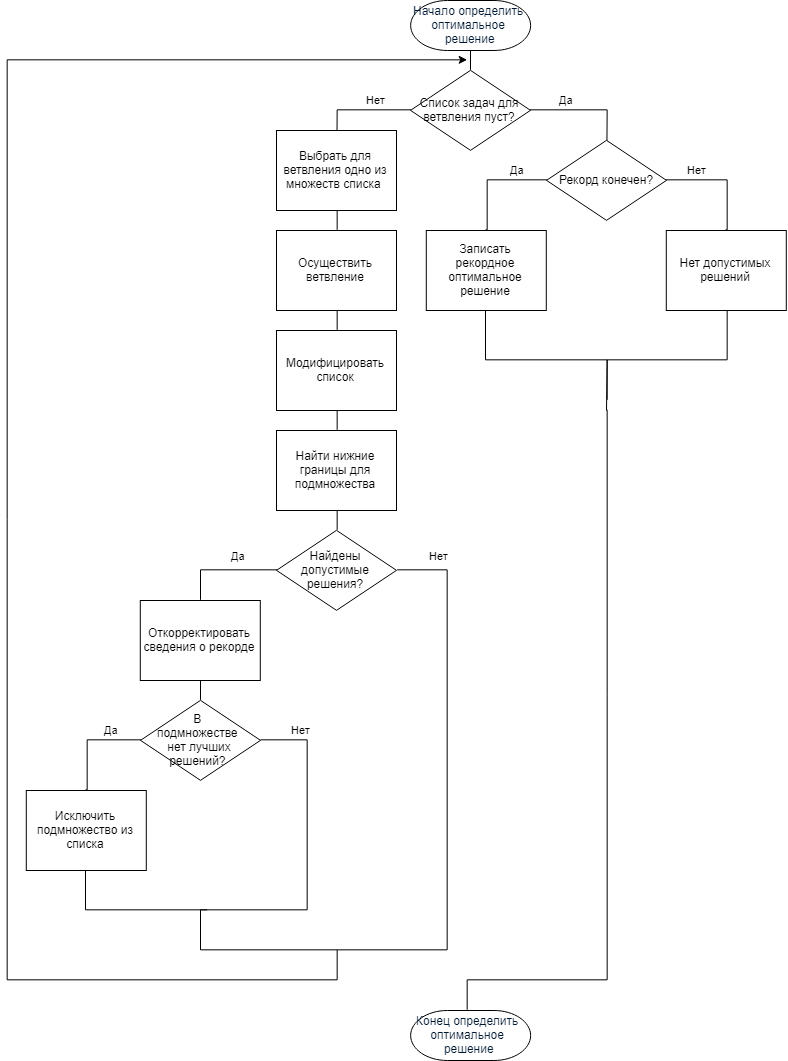 Начало определить
оптимальное
решение
Список задач для
ветвления пуст?
Нет
Да
Выбрать для
ветвления одно из
множеств списка
Рекорд конечен?
Да
Нет
Осуществить
ветвление
Записать
рекордное
оптимальное
решение
Нет допустимых
решений
Модифицировать
список
Найти нижние
границы для
подмножества
Найдены
допустимые
решения?
Да
Нет
Откорректировать
сведения о рекорде
В
подмножестве
нет лучших
решений?
Да
Нет
Исключить
подмножество из
списка
Конец определить
оптимальное
решение